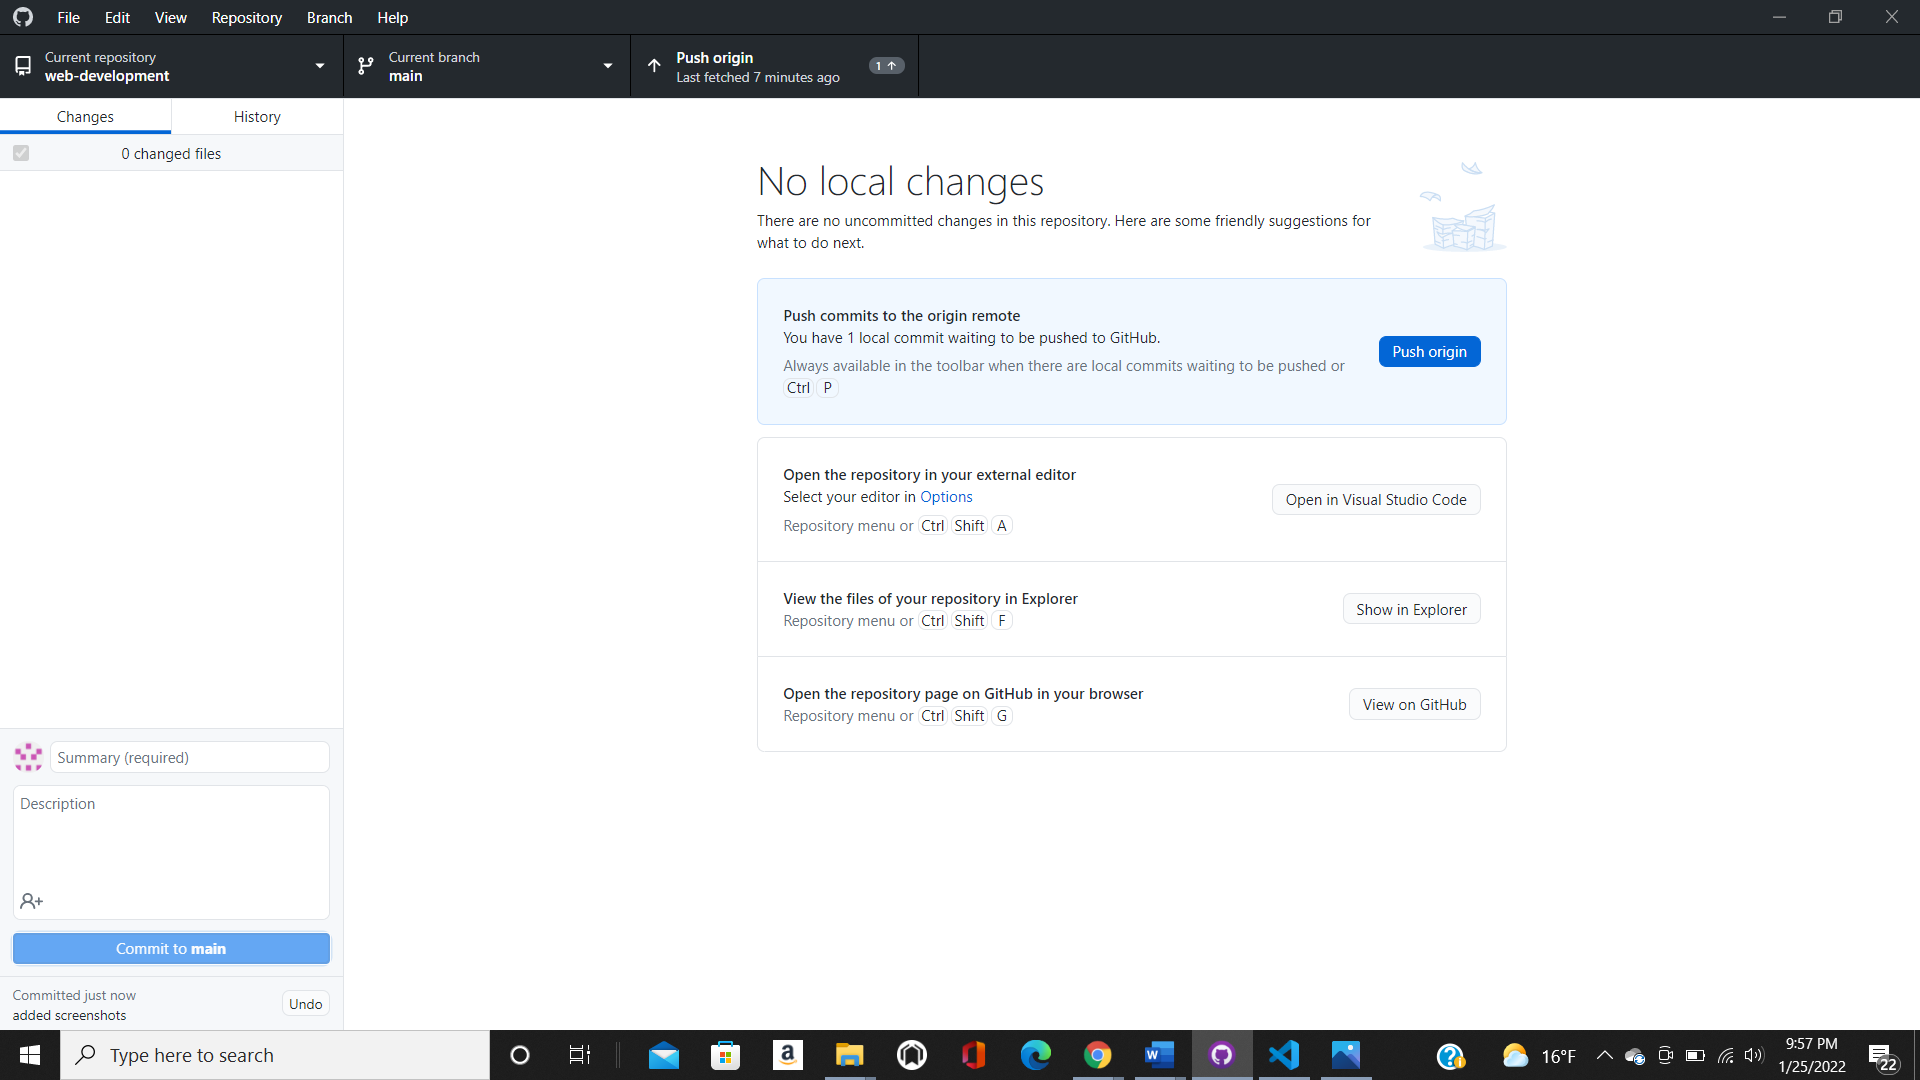 File Edit View Repository Branch Help
Current repository
web-development
Current branch
main
Push origin
Last fetched 7 minutes ago
1
Changes History
0 changed files
No local changes
There are no uncommitted changes in this repository. Here are some friendly suggestions for
what to do next.
Push commits to the origin remote
You have 1 local commit waiting to be pushed to GitHub.
Always available in the toolbar when there are local commits waiting to be pushed or
Ctrl P
Push origin
Open the repository in your external editor
Select your editor in Options
Repository menu or Ctrl Shift A
Open in Visual Studio Code
View the files of your repository in Explorer
Repository menu or Ctrl Shift F
Show in Explorer
Open the repository page on GitHub in your browser
Repository menu or Ctrl Shift G
View on GitHub
Summary (required)
Description
Commit to main
Committed just now
added screenshots
Undo
Type here to search
16°F
9:57 PM
1/25/2022
22